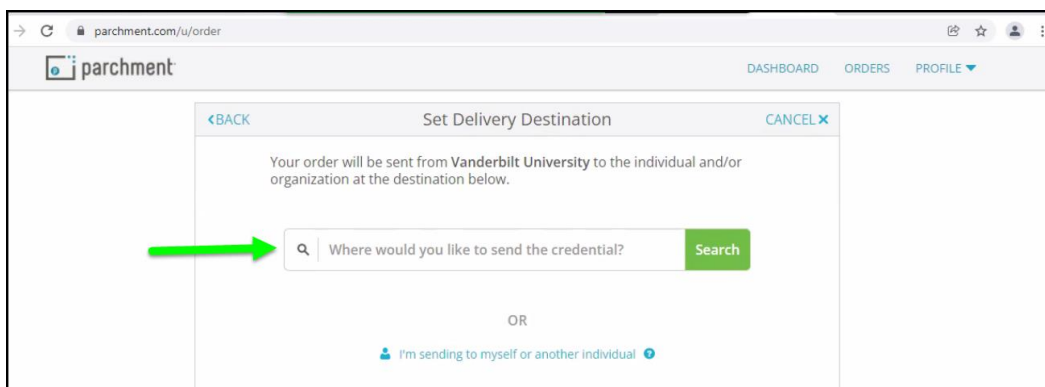 parchment.com/u/order
parchment
DASHBOARD ORDERS PROFILE
BACK Set Delivery Destination CANCEL
Your order will be sent from Vanderbilt University to the individual and/or
organization at the destination below.
Where would you like to send the credential? Search
OR
I'm sending to myself or another individual ?